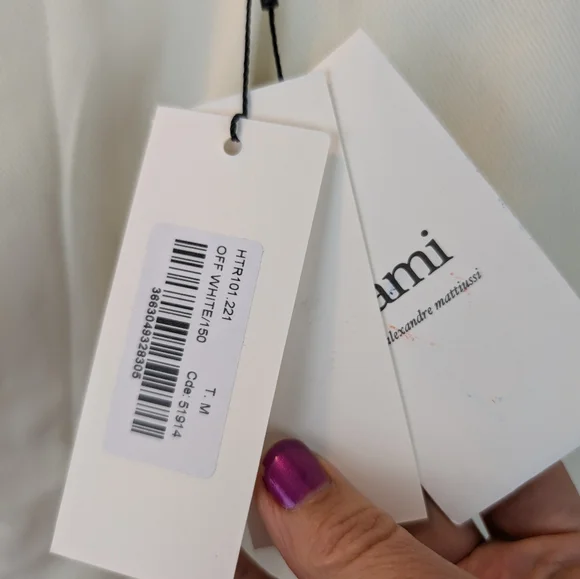 HTR101.221
OFF WHITE/150
T. M
Cde: 51914
3663049328305
ami
alexandre mattiussi